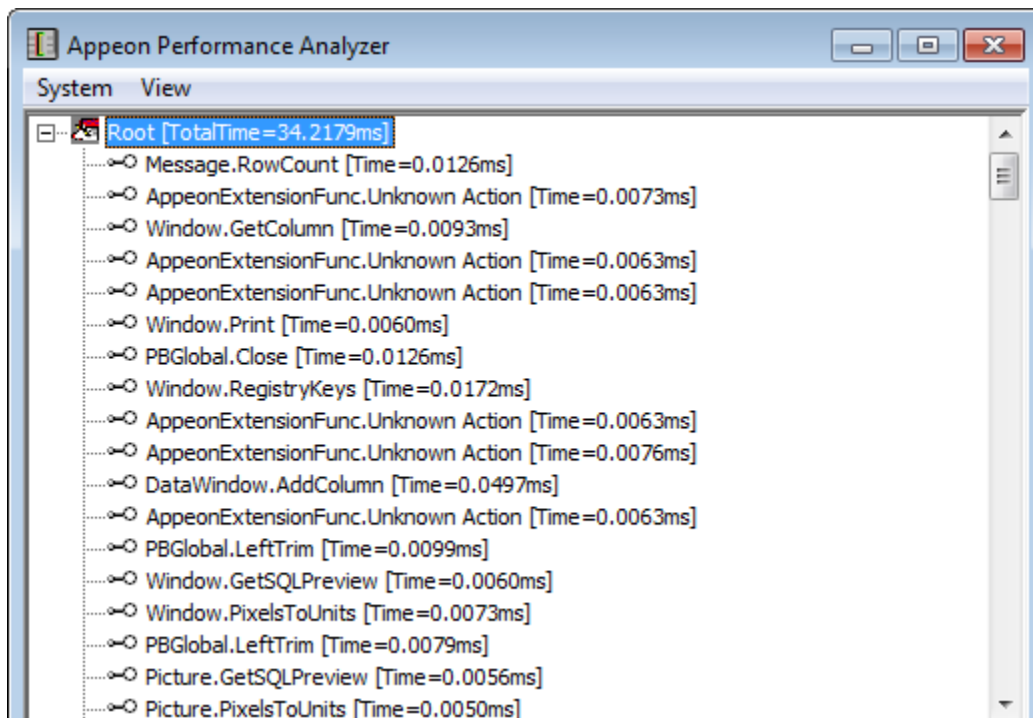 Appeon Performance Analyzer
System View
Root [TotalTime=34.2179ms]
Message.RowCount [Time=0.0126ms]
AppeonExtensionFunc.Unknown Action [Time=0.0073ms]
Window.GetColumn [Time=0.0093ms]
AppeonExtensionFunc.Unknown Action [Time=0.0063ms]
AppeonExtensionFunc.Unknown Action [Time=0.0063ms]
Window.Print [Time=0.0060ms]
PBGlobal.Close [Time=0.0126ms]
Window.RegistryKeys [Time=0.0172ms]
AppeonExtensionFunc.Unknown Action [Time=0.0063ms]
AppeonExtensionFunc.Unknown Action [Time=0.0076ms]
DataWindow.AddColumn [Time=0.0497ms]
AppeonExtensionFunc.Unknown Action [Time=0.0063ms]
PBGlobal.LeftTrim [Time=0.0099ms]
Window.GetSQLPreview [Time=0.0060ms]
Window.PixelsToUnits [Time=0.0073ms]
PBGlobal.LeftTrim [Time=0.0079ms]
Picture.GetSQLPreview [Time=0.0056ms]
Picture.PixelsToUnits [Time=0.0050ms]